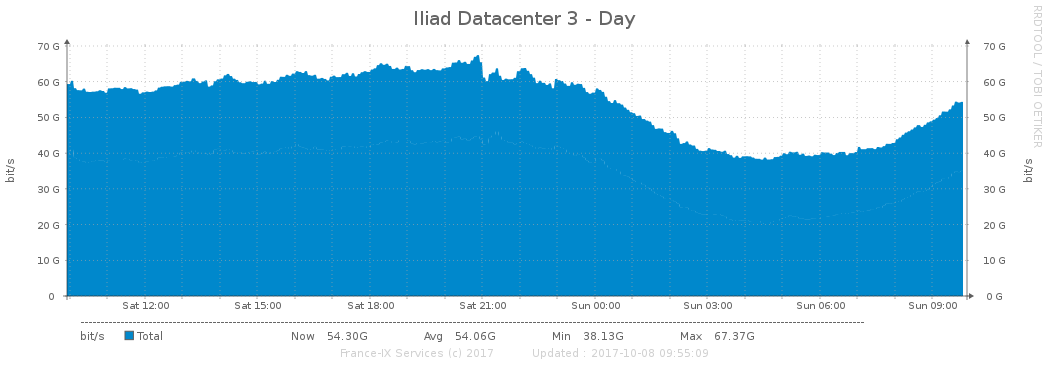 Iliad Datacenter 3 - Day
RRDTOOL / TOBI OETIKER
70 G 70 G
60 G 60 G
50 G 50 G
40 G 40 G
30 G 30 G
20 G 20 G
10 G 10 G
0 0 G
bit/s bit/s
Sat 12:00 Sat 15:00 Sat 18:00 Sat 21:00 Sun 00:00 Sun 03:00 Sun 06:00 Sun 09:00
bit/s Total Now 54.30G Avg 54.06G Min 38.13G Max 67.37G
France-IX Services (c) 2017 Updated : 2017-10-08 09:55:09